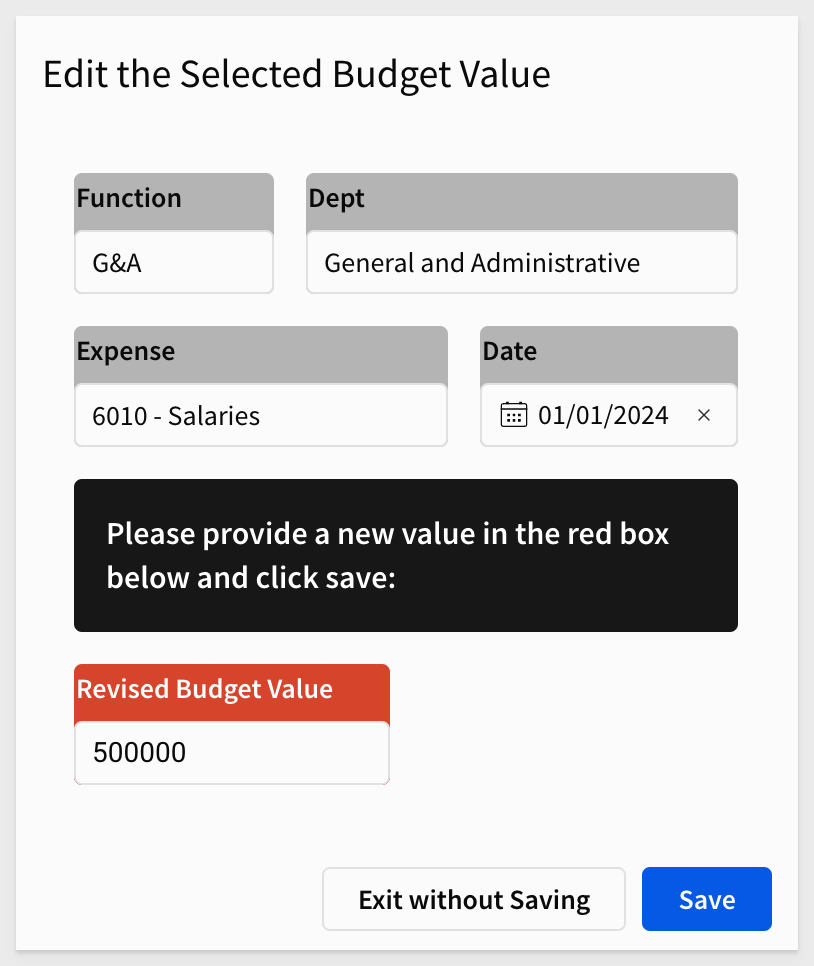 Edit the Selected Budget Value
Function
Dept
G&A
General and Administrative
Expense
Date
6010 - Salaries
01/01/2024 ×
Please provide a new value in the red box
below and click save:
Revised Budget Value
500000
Exit without Saving
Save